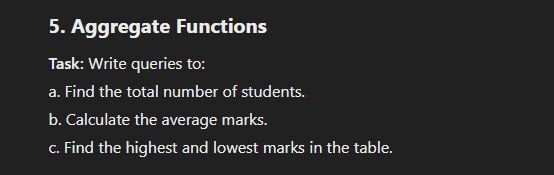 5. Aggregate Functions
Task: Write queries to:
a. Find the total number of students.
b. Calculate the average marks.
c. Find the highest and lowest marks in the table.